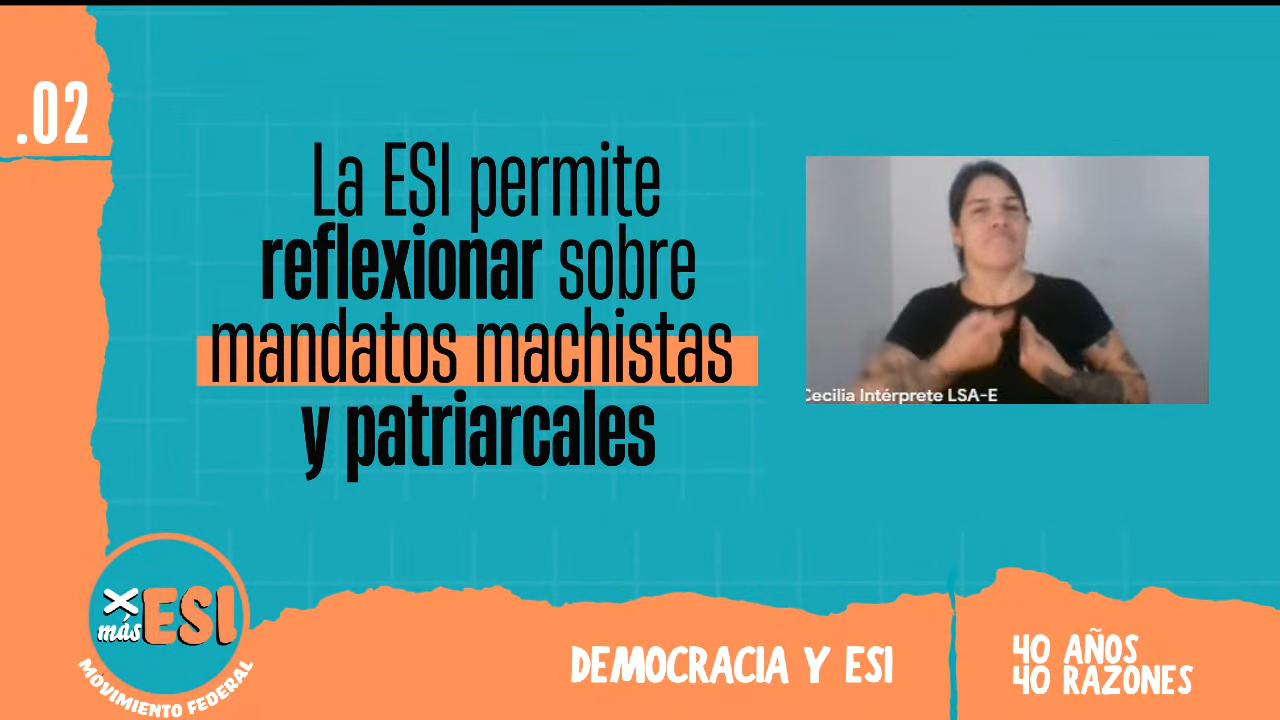 .02
La ESI permite
reflexionar sobre
mandatos machistas
y patriarcales
Cecilia Intérprete LSA-E
x
más ESI
MOVIMIENTO FEDERAL
DEMOCRACIA Y ESI
40 AÑOS
40 RAZONES